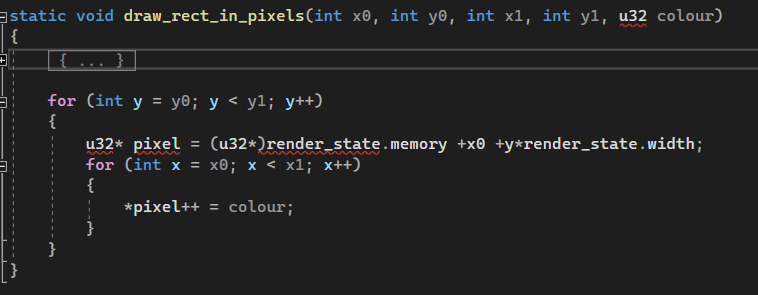 static void draw_rect_in_pixels(int x0, int y0, int x1, int y1, u32 colour)
{
{ ... }
for (int y = y0; y < y1; y++)
{
u32* pixel = (u32*)render_state.memory +x0 +y*render_state.width;
for (int x = x0; x < x1; x++)
{
*pixel++ = colour;
}
}
}